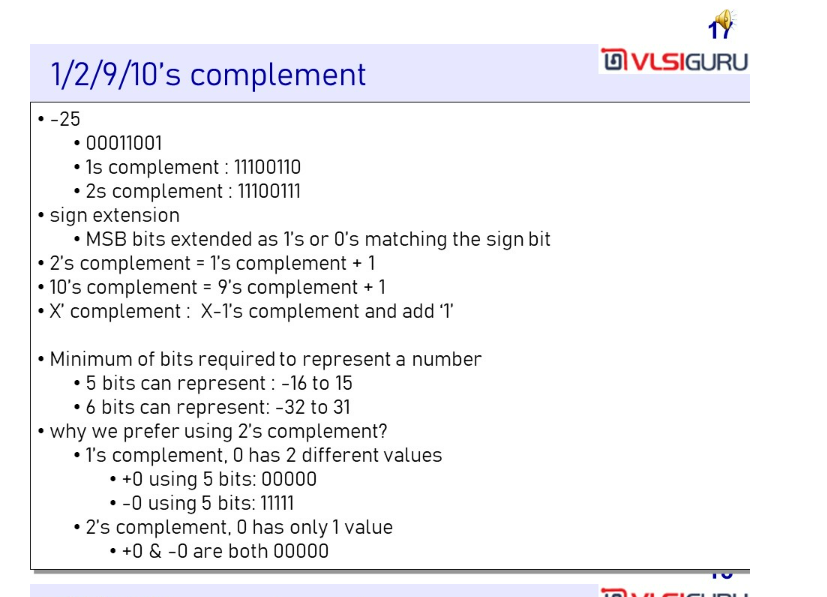 17
1/2/9/10's complement
VLSIGURU
• -25
• 00011001
• 1s complement : 11100110
• 2s complement : 11100111
• sign extension
• MSB bits extended as 1's or 0's matching the sign bit
• 2's complement = 1's complement + 1
• 10's complement = 9's complement + 1
• X' complement : X-1's complement and add '1'
• Minimum of bits required to represent a number
• 5 bits can represent : -16 to 15
• 6 bits can represent: -32 to 31
• why we prefer using 2's complement?
• 1's complement, 0 has 2 different values
• +0 using 5 bits: 00000
• -0 using 5 bits: 11111
• 2's complement, 0 has only 1 value
• +0 & -0 are both 00000
VLSIGURU